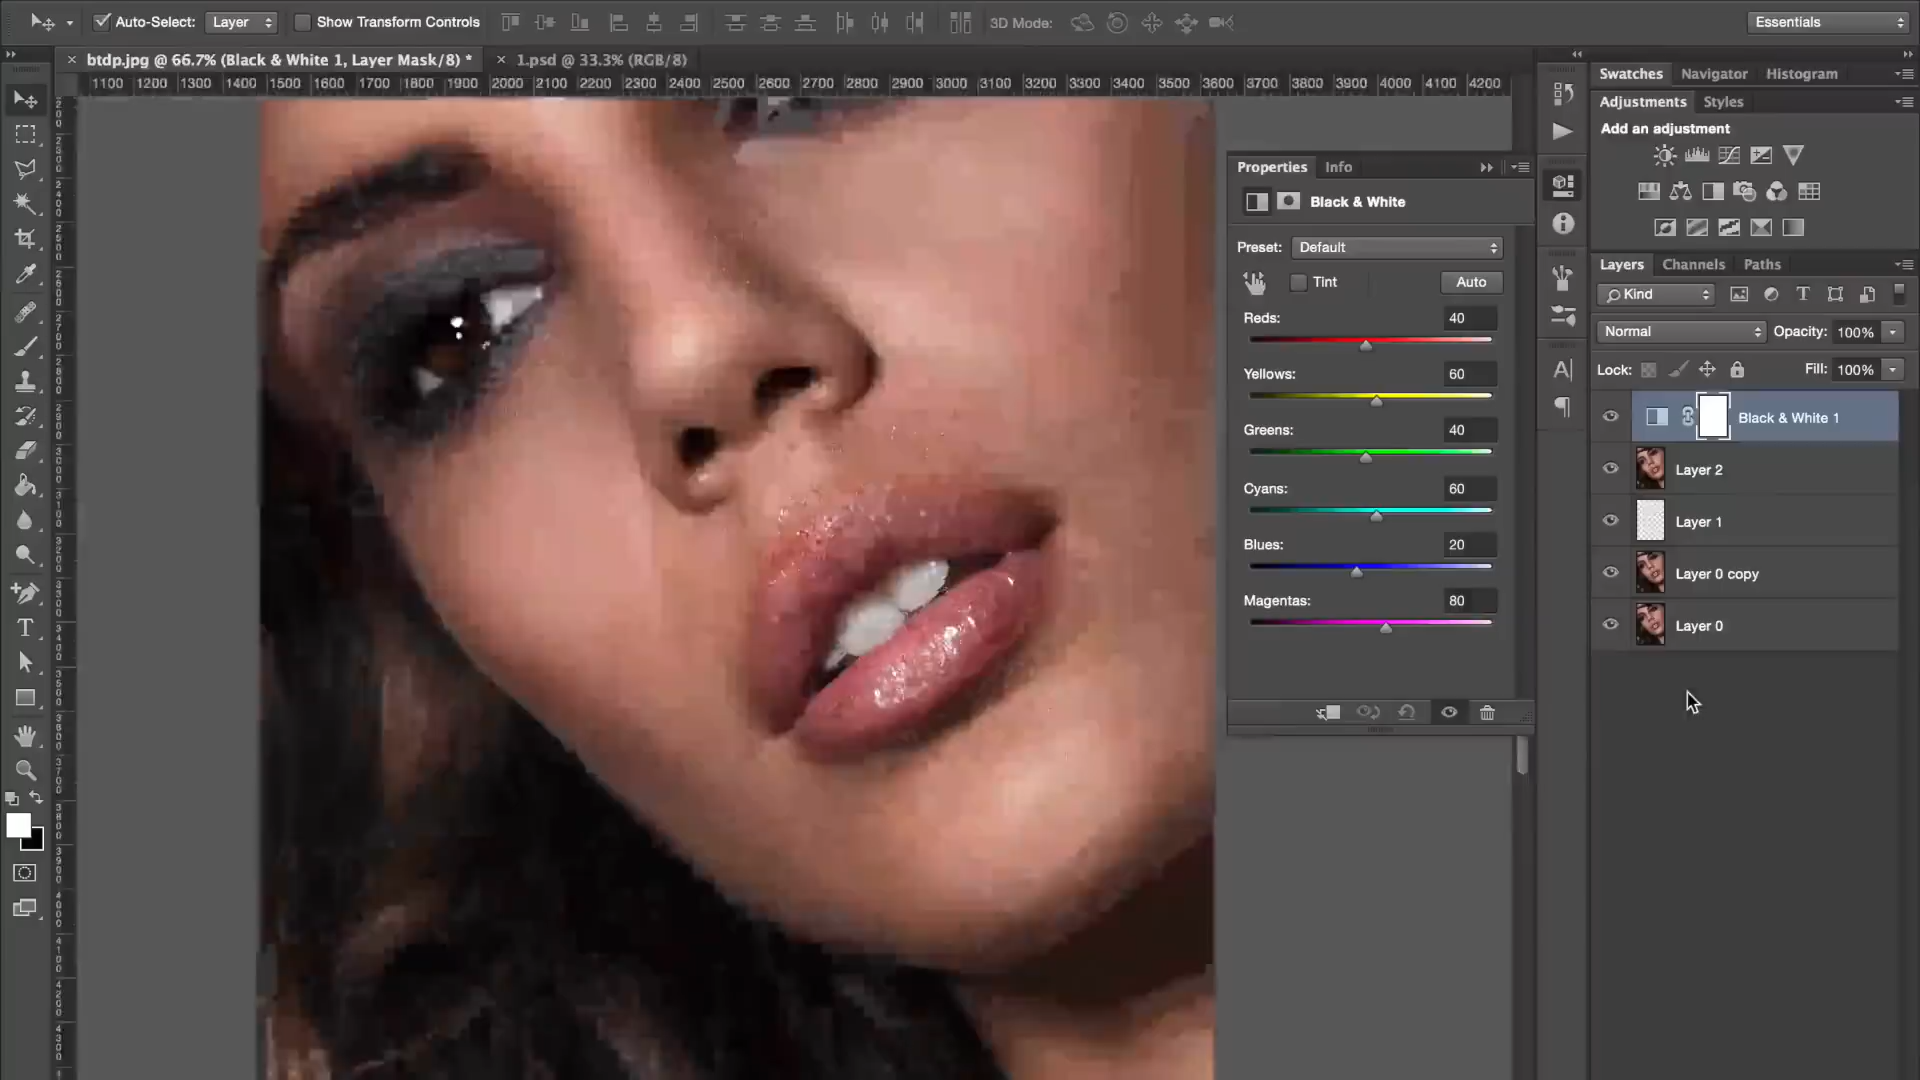 Auto-Select: Layer Show Transform Controls 3D Mode: Essentials
btdp.jpg @ 66.7% (Black & White 1, Layer Mask/8) * 1.psd @ 33.3% (RGB/8)
1100 1200 1300 1400 1500 1600 1700 1800 1900 2000 2100 2200 2300 2400 2500 2600 2700 2800 2900 3000 3100 3200 3300 3400 3500 3600 3700 3800 3900 4000 4100 4200
Swatches Navigator Histogram
Adjustments Styles
Add an adjustment
Properties Info
Black & White
Preset: Default
Tint Auto
Reds: 40
Yellows: 60
Greens: 40
Cyans: 60
Blues: 20
Magentas: 80
Layers Channels Paths
Kind
Normal Opacity: 100%
Lock: Fill: 100%
Black & White 1
Layer 2
Layer 1
Layer 0 copy
Layer 0